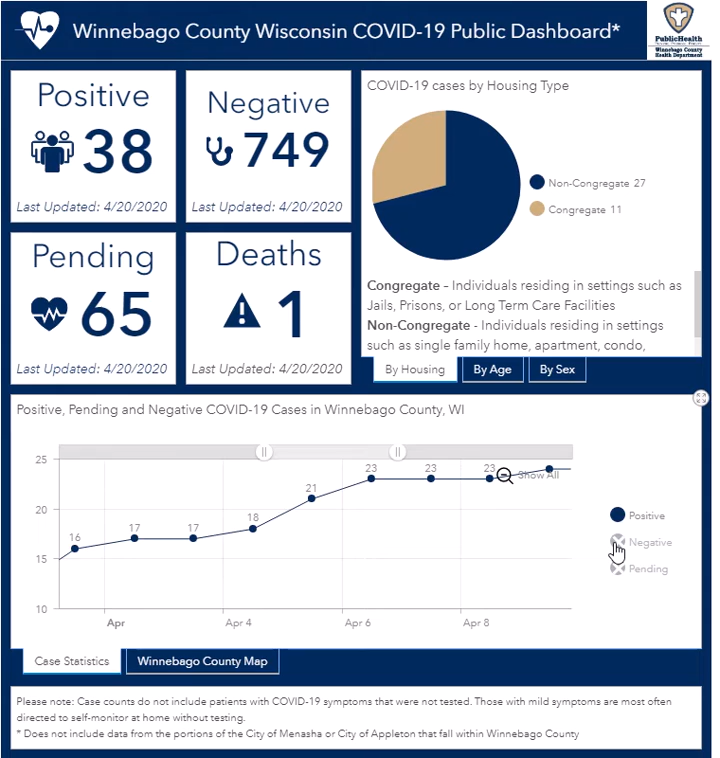 Winnebago County Wisconsin COVID-19 Public Dashboard*
PublicHealth
Winnebago County
Health Department
Positive
38
Last Updated: 4/20/2020
Negative
749
Last Updated: 4/20/2020
Pending
65
Last Updated: 4/20/2020
Deaths
1
Last Updated: 4/20/2020
COVID-19 cases by Housing Type
Non-Congregate 27
Congregate 11
Congregate – Individuals residing in settings such as
Jails, Prisons, or Long Term Care Facilities
Non-Congregate - Individuals residing in settings
such as single family home, apartment, condo,
By Housing
By Age
By Sex
Positive, Pending and Negative COVID-19 Cases in Winnebago County, WI
25
20
15
10
16
17
17
18
21
23
23
23
Show All
Apr
Apr 4
Apr 6
Apr 8
Positive
Negative
Pending
Case Statistics
Winnebago County Map
Please note: Case counts do not include patients with COVID-19 symptoms that were not tested. Those with mild symptoms are most often
directed to self-monitor at home without testing.
* Does not include data from the portions of the City of Menasha or City of Appleton that fall within Winnebago County